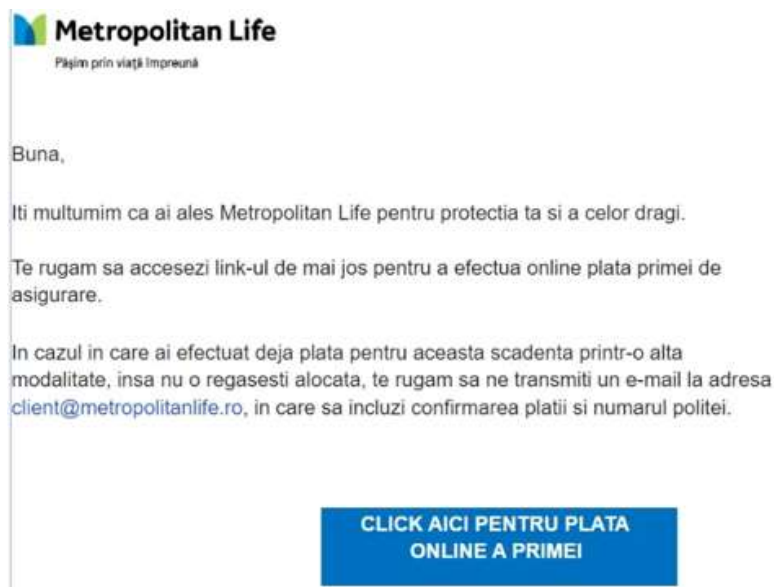 Metropolitan Life
Pășim prin viață împreună
Buna,
Iti multumim ca ai ales Metropolitan Life pentru protectia ta si a celor dragi.
Te rugam sa accesezi link-ul de mai jos pentru a efectua online plata primei de
asigurare.
In cazul in care ai efectuat deja plata pentru aceasta scadenta printr-o alta
modalitate, insa nu o regasesti alocata, te rugam sa ne transmiti un e-mail la adresa
client@metropolitanlife.ro, in care sa incluzi confirmarea platii si numarul politei.
CLICK AICI PENTRU PLATA
ONLINE A PRIMEI